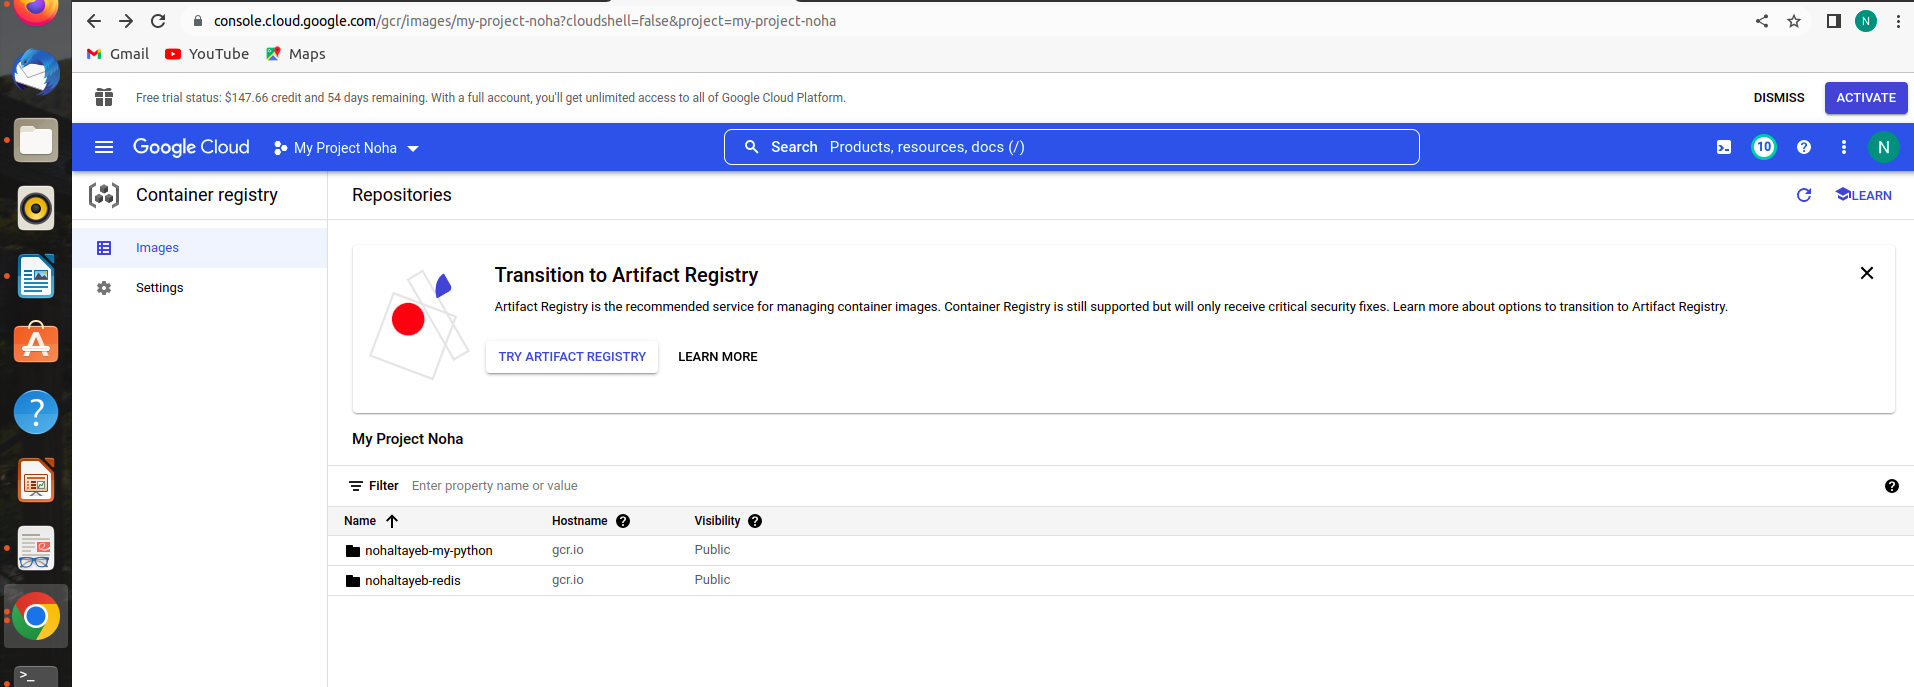 console.cloud.google.com/gcr/images/my-project-noha?cloudshell=false&project=my-project-noha
N
Gmail YouTube Maps
Free trial status: $147.66 credit and 54 days remaining. With a full account, you'll get unlimited access to all of Google Cloud Platform.
DISMISS ACTIVATE
Google Cloud My Project Noha Search Products, resources, docs (/) 10 ? N
Container registry Repositories LEARN
Images
Settings
Transition to Artifact Registry
Artifact Registry is the recommended service for managing container images. Container Registry is still supported but will only receive critical security fixes. Learn more about options to transition to Artifact Registry.
TRY ARTIFACT REGISTRY LEARN MORE
My Project Noha
Filter Enter property name or value ?
Name Hostname ? Visibility ?
nohaltayeb-my-python gcr.io Public
nohaltayeb-redis gcr.io Public
A
?
>_